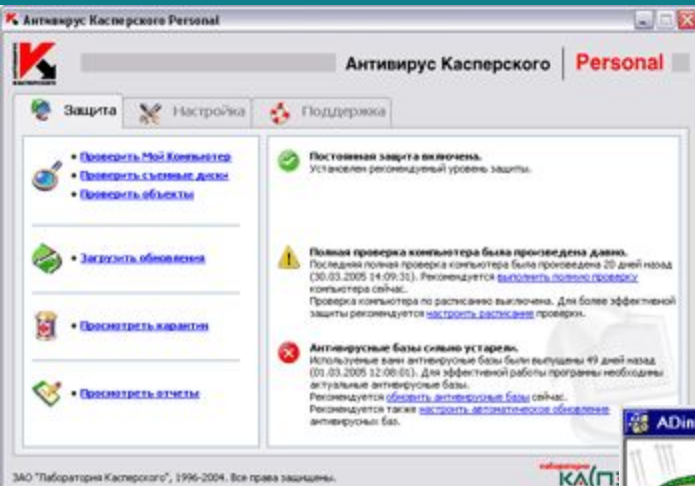 Антивирус Касперского Personal
Антивирус Касперского Personal
Защита Настройка Поддержка
Проверить Мой Компьютер
Проверить съемные диски
Проверить объекты
Загрузить обновления
Просмотреть карантин
Просмотреть отчеты
Постоянная защита включена.
Установлен рекомендуемый уровень защиты.
Полная проверка компьютера была произведена давно.
Последняя полная проверка компьютера была произведена 20 дней назад
(30.03.2005 14:09:31). Рекомендуется выполнить полную проверку
компьютера сейчас.
Проверка компьютера по расписанию выключена. Для более эффективной
защиты рекомендуется настроить расписание проверки.
Антивирусные базы сильно устарели.
Используемые вами антивирусные базы были выпущены 49 дней назад
(01.03.2005 12:08:01). Для эффективной работы программы необходимы
актуальные антивирусные базы.
Рекомендуется обновить антивирусные базы сейчас.
Рекомендуется также настроить автоматическое обновление
антивирусных баз.
ЗАО "Лаборатория Касперского", 1996-2004. Все права защищены.
лаборатория
ADin